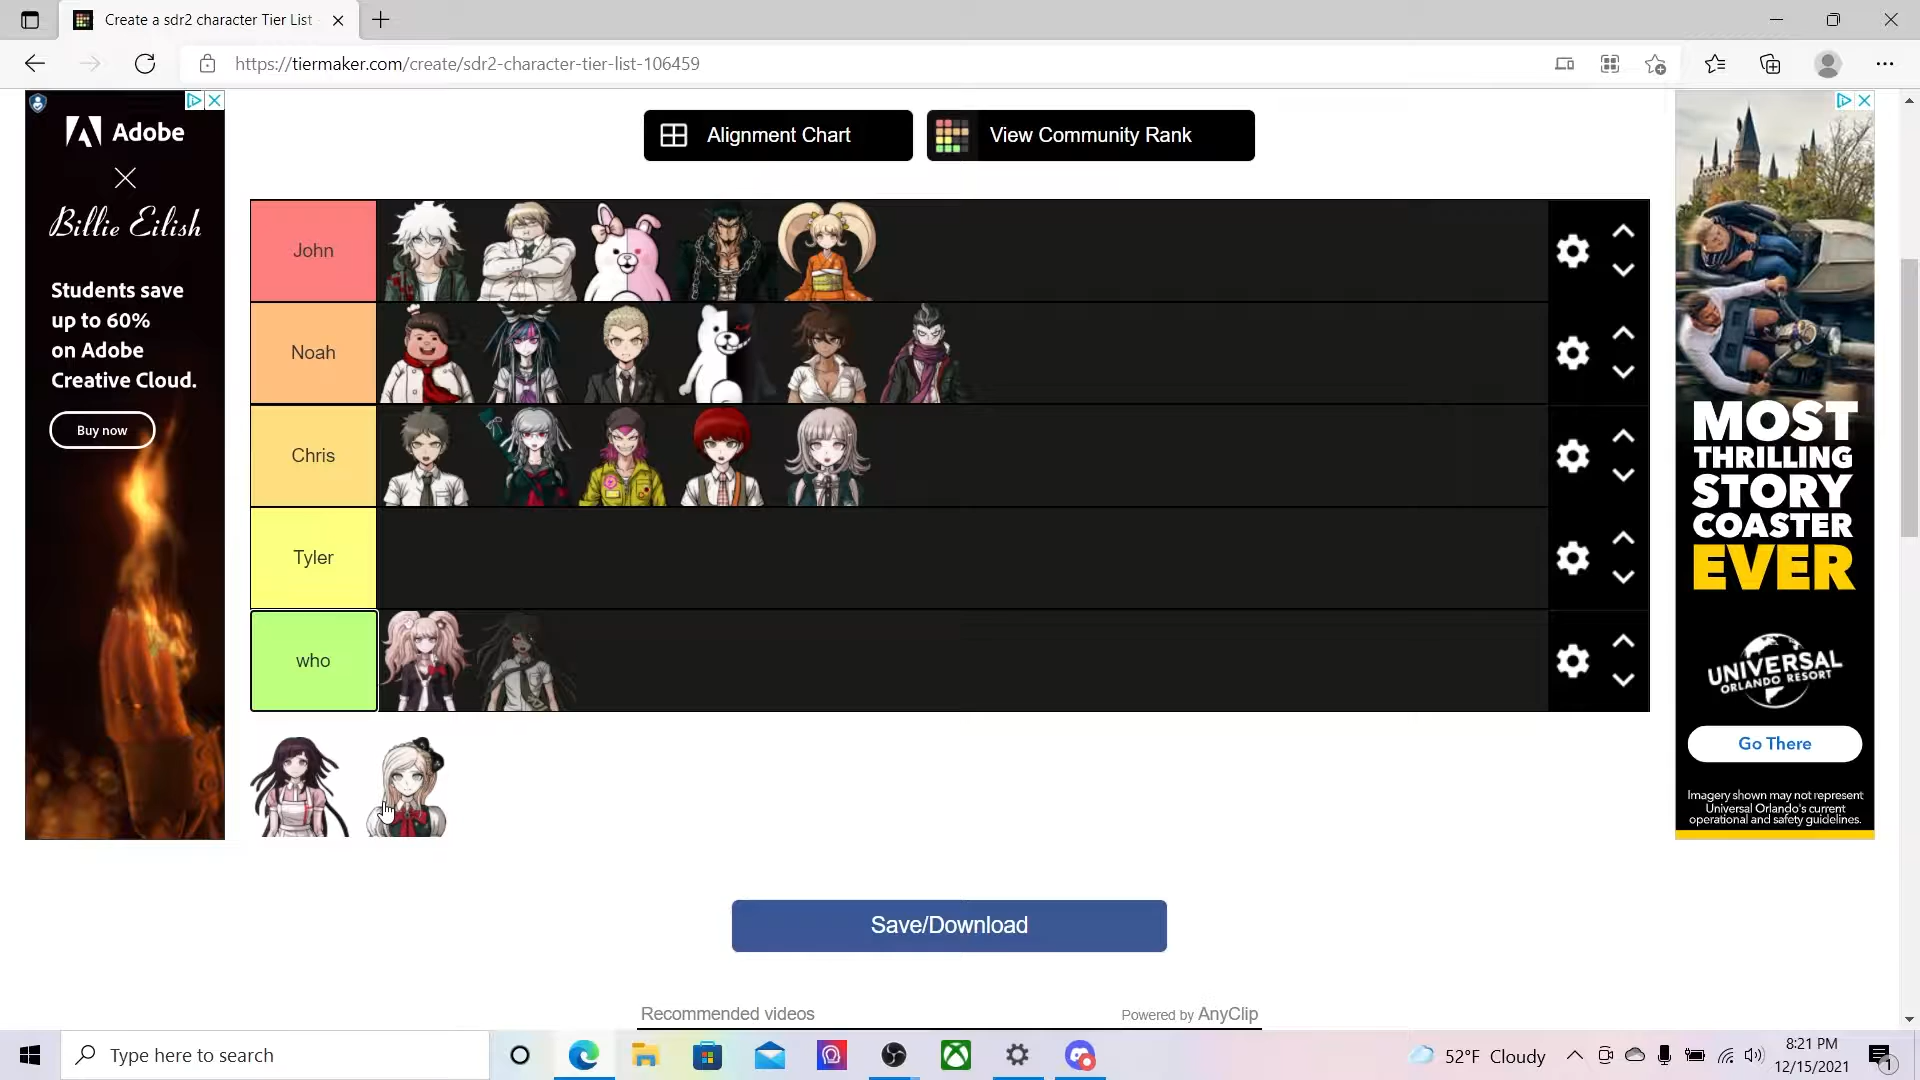 Create a sdr2 character Tier List
https://tiermaker.com/create/sdr2-character-tier-list-106459
Adobe
Billie Eilish
Students save
up to 60%
on Adobe
Creative Cloud.
Buy now
Alignment Chart
View Community Rank
John
Noah
Chris
Tyler
who
Save/Download
Recommended videos
Powered by AnyClip
MOST
THRILLING
STORY
COASTER
EVER
UNIVERSAL
ORLANDO RESORT
Go There
Imagery shown may not represent
Universal Orlando's current
operational and safety guidelines.
Type here to search
52°F Cloudy
8:21 PM
12/15/2021
1